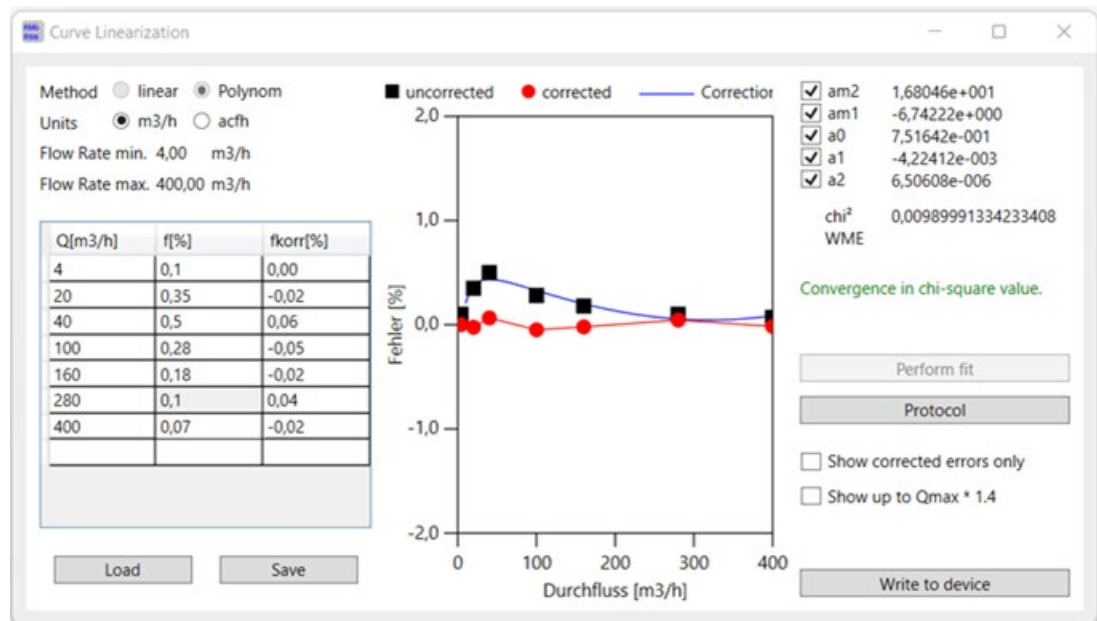 Curve Linearization
Method linear Polynom
Units m3/h acfh
Flow Rate min. 4,00 m3/h
Flow Rate max. 400,00 m3/h
Q[m3/h] f[%] fkorr[%]
4 0,1 0,00
20 0,35 -0,02
40 0,5 0,06
100 0,28 -0,05
160 0,18 -0,02
280 0,1 0,04
400 0,07 -0,02
Load Save
uncorrected corrected Correctior
2,0
1,0
0,0
-1,0
-2,0
Fehler [%]
0 100 200 300 400
Durchfluss [m3/h]
am2 1,68046e+001
am1 -6,74222e+000
a0 7,51642e-001
a1 -4,22412e-003
a2 6,50608e-006
chi² 0,00989991334233408
WME
Convergence in chi-square value.
Perform fit
Protocol
Show corrected errors only
Show up to Qmax * 1.4
Write to device